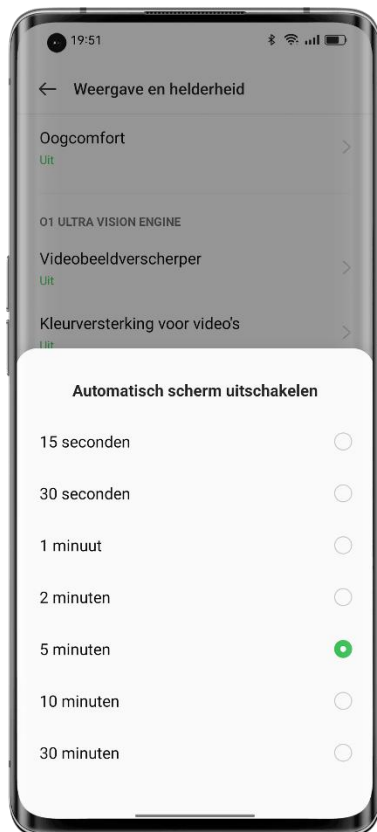 19:51
Weergave en helderheid
Oogcomfort
Uit
O1 ULTRA VISION ENGINE
Videobeeldverscherper
Uit
Kleurversterking voor video's
Uit
Automatisch scherm uitschakelen
15 seconden
30 seconden
1 minuut
2 minuten
5 minuten
10 minuten
30 minuten